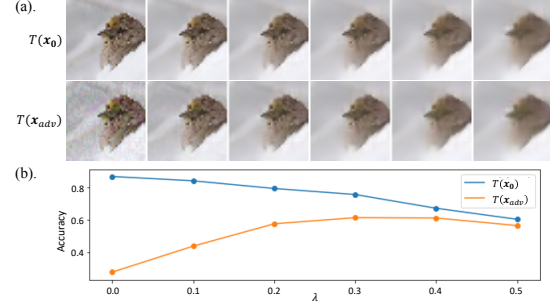 (a).
T(x₀)
T(xₐdᵥ)
(b).
0.8
0.6
0.4
Accuracy
T(x₀)
T(x_adv)
0.0 0.1 0.2 0.3 0.4 0.5
λ